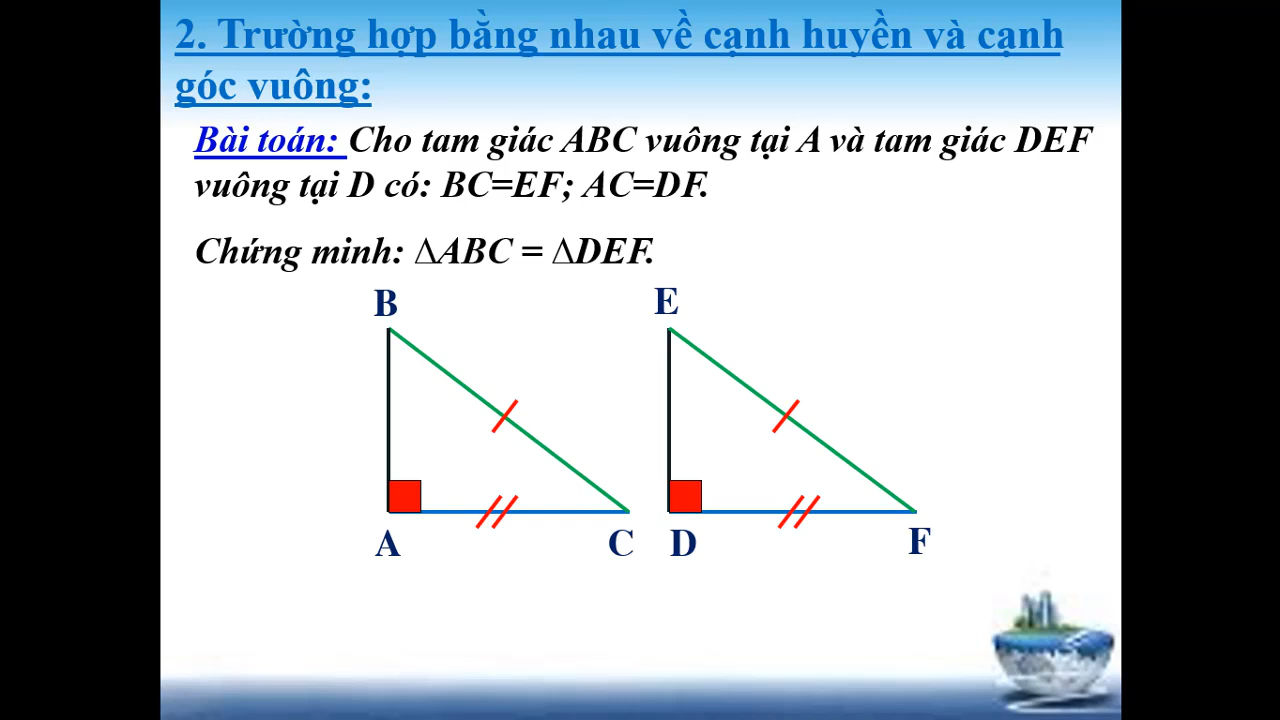 2. Trường hợp bằng nhau về cạnh huyền và cạnh
góc vuông:
Bài toán: Cho tam giác ABC vuông tại A và tam giác DEF
vuông tại D có: BC=EF; AC=DF.
Chứng minh: ∆ABC = ∆DEF.
B E
A C D F